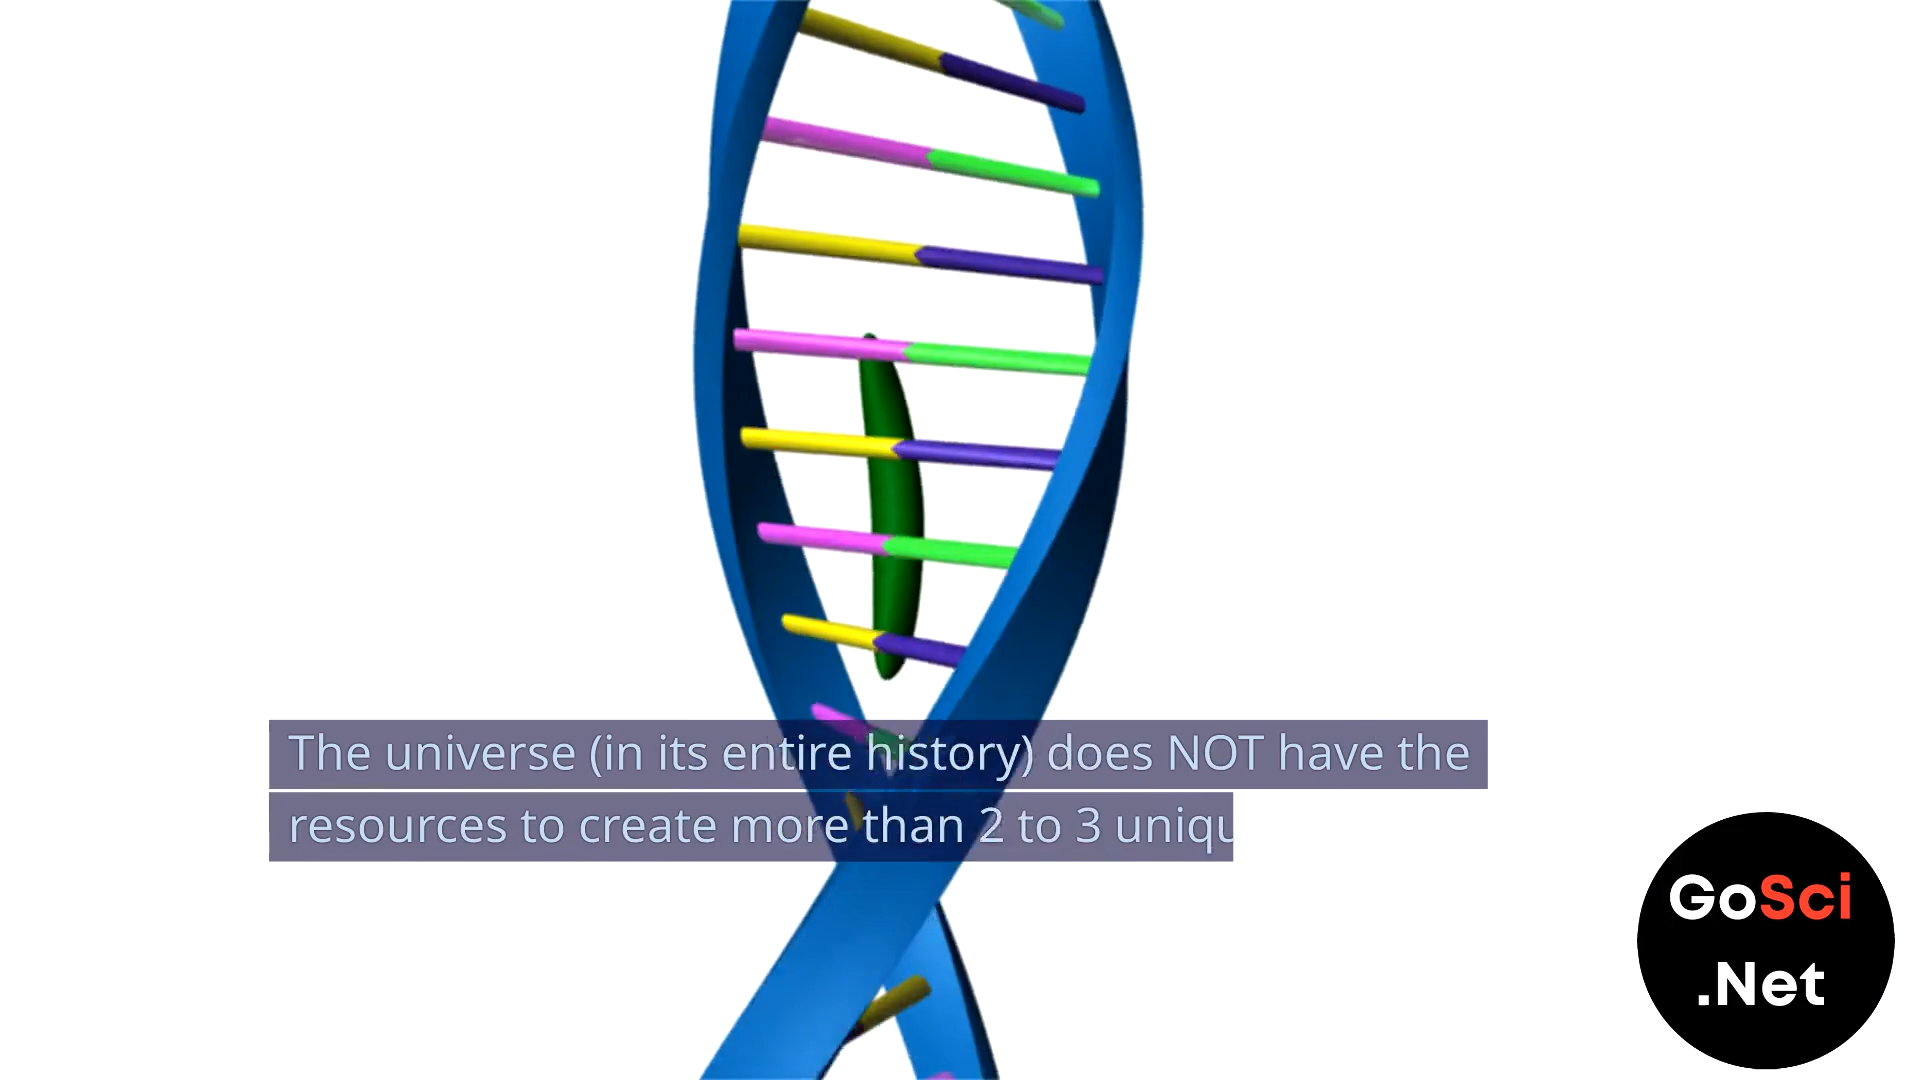 The universe (in its entire history) does NOT have the
resources to create more than 2 to 3 uniqu
GoSci
.Net